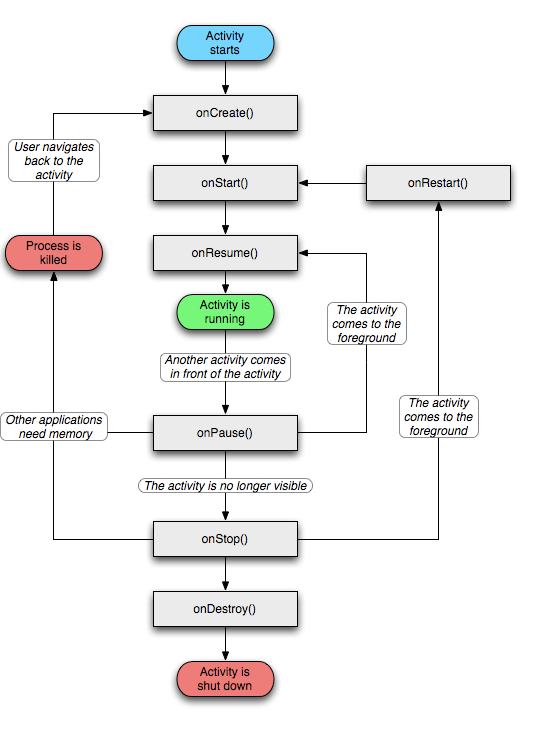 Activity
starts
onCreate()
User navigates
back to the
activity
onStart()
onRestart()
Process is
killed
onResume()
Activity is
running
The activity
comes to the
foreground
Another activity comes
in front of the activity
The activity
comes to the
foreground
Other applications
need memory
onPause()
The activity is no longer visible
onStop()
onDestroy()
Activity is
shut down